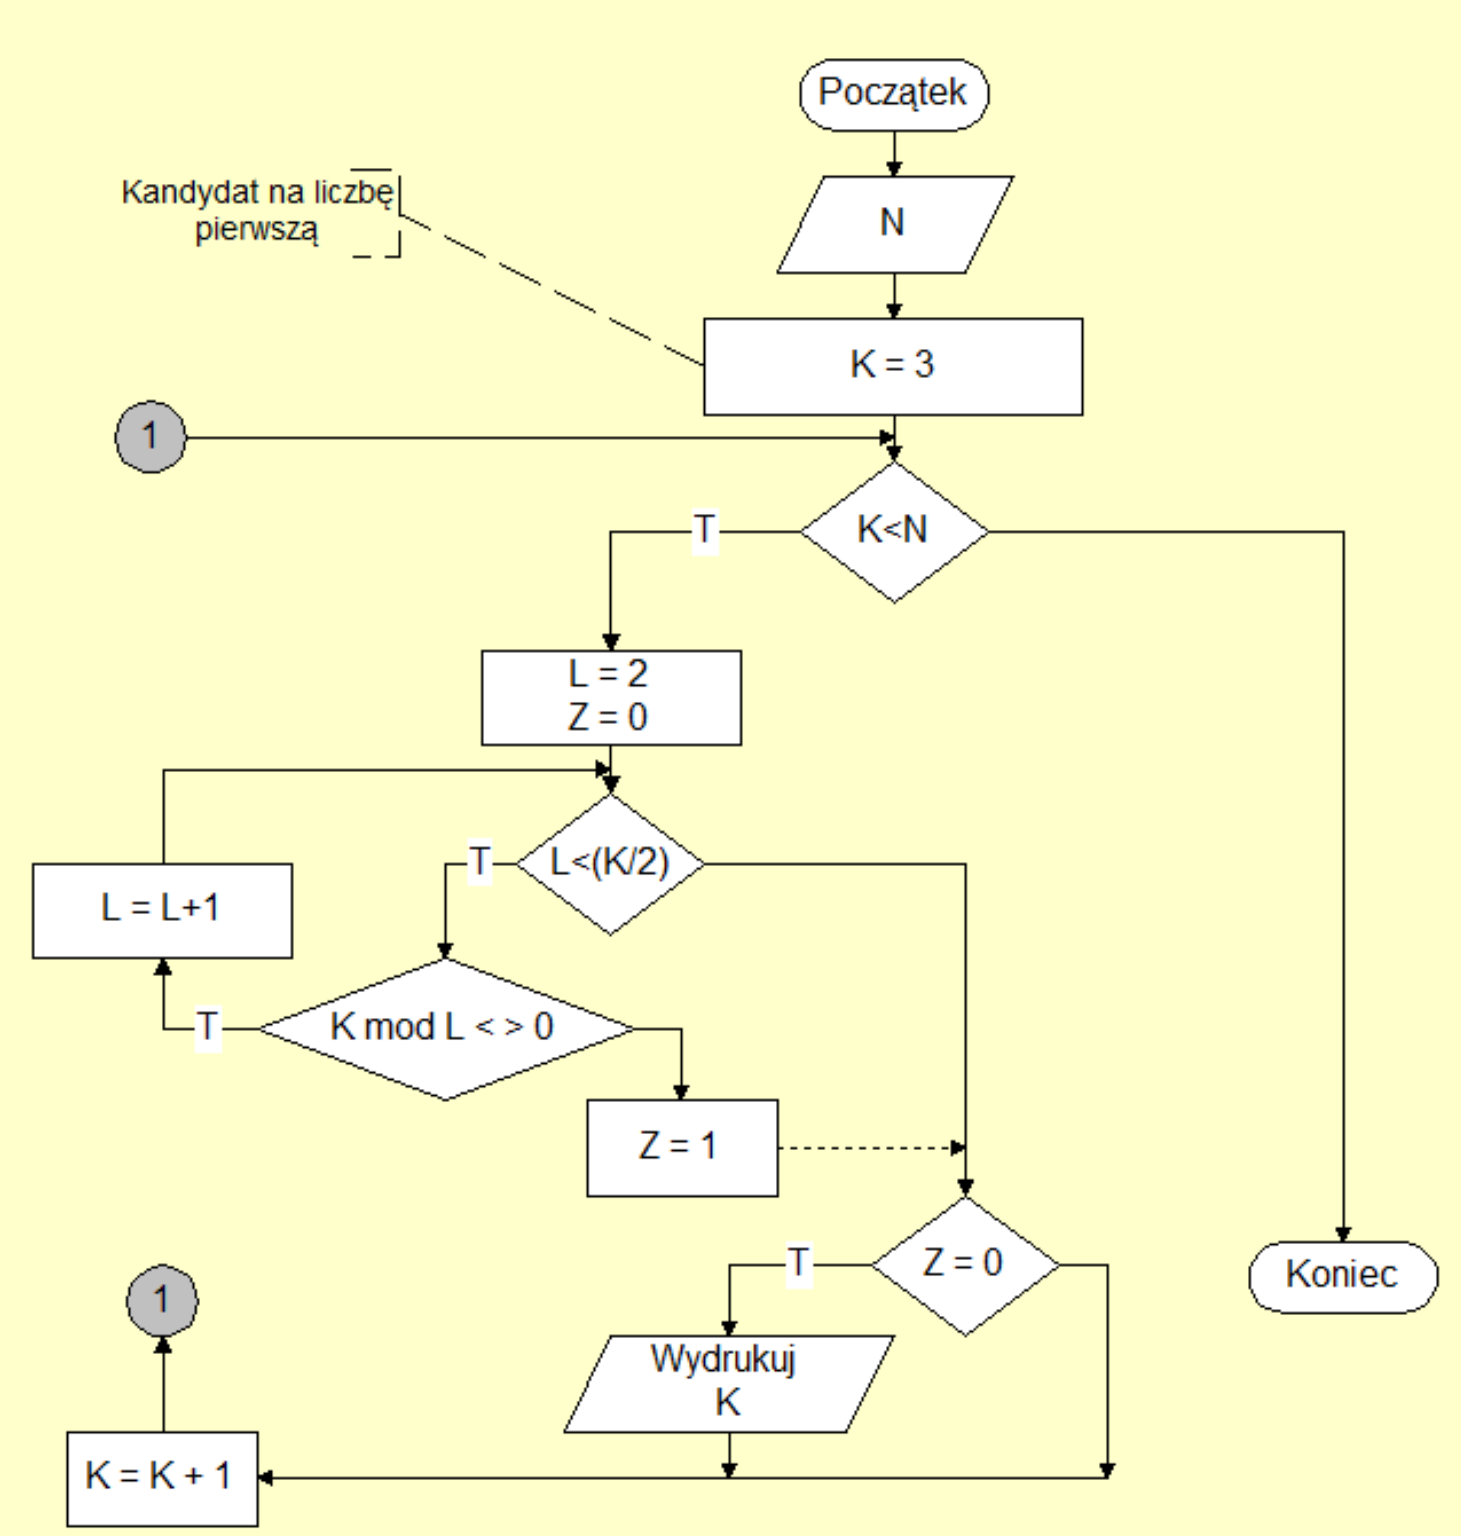 Początek
Kandydat na liczbę
pierwszą
N
K = 3
1
K<N
T
L = 2
Z = 0
T
L<(K/2)
L = L+1
T
K mod L < > 0
Z = 1
T
Z = 0
Koniec
1
Wydrukuj
K
K = K + 1